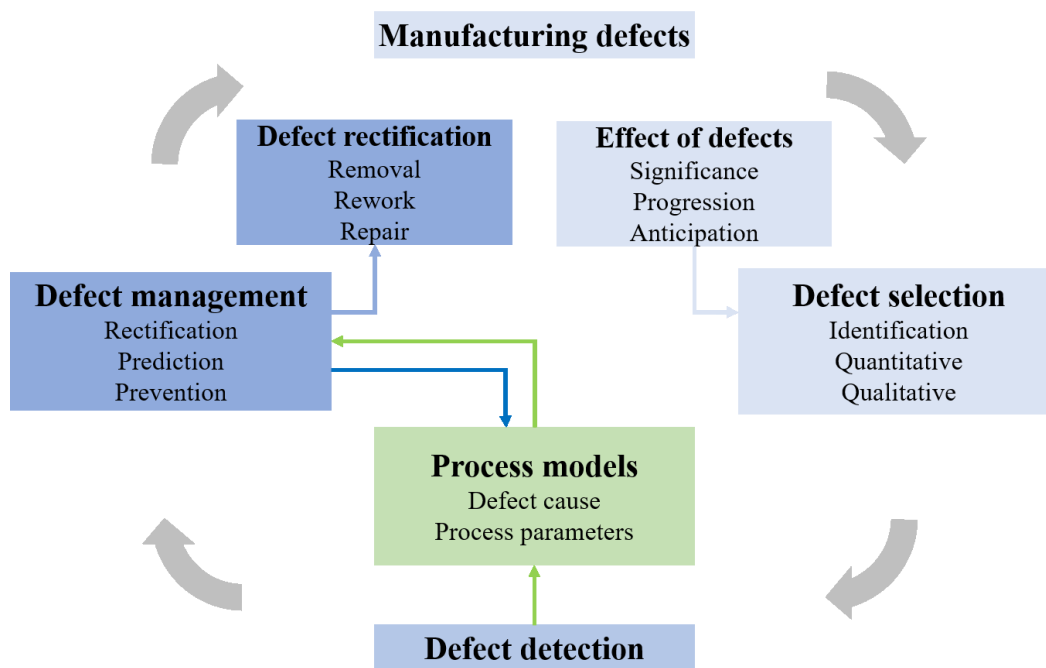 Manufacturing defects
Defect rectification
Removal
Rework
Repair
Effect of defects
Significance
Progression
Anticipation
Defect management
Rectification
Prediction
Prevention
Defect selection
Identification
Quantitative
Qualitative
Process models
Defect cause
Process parameters
Defect detection